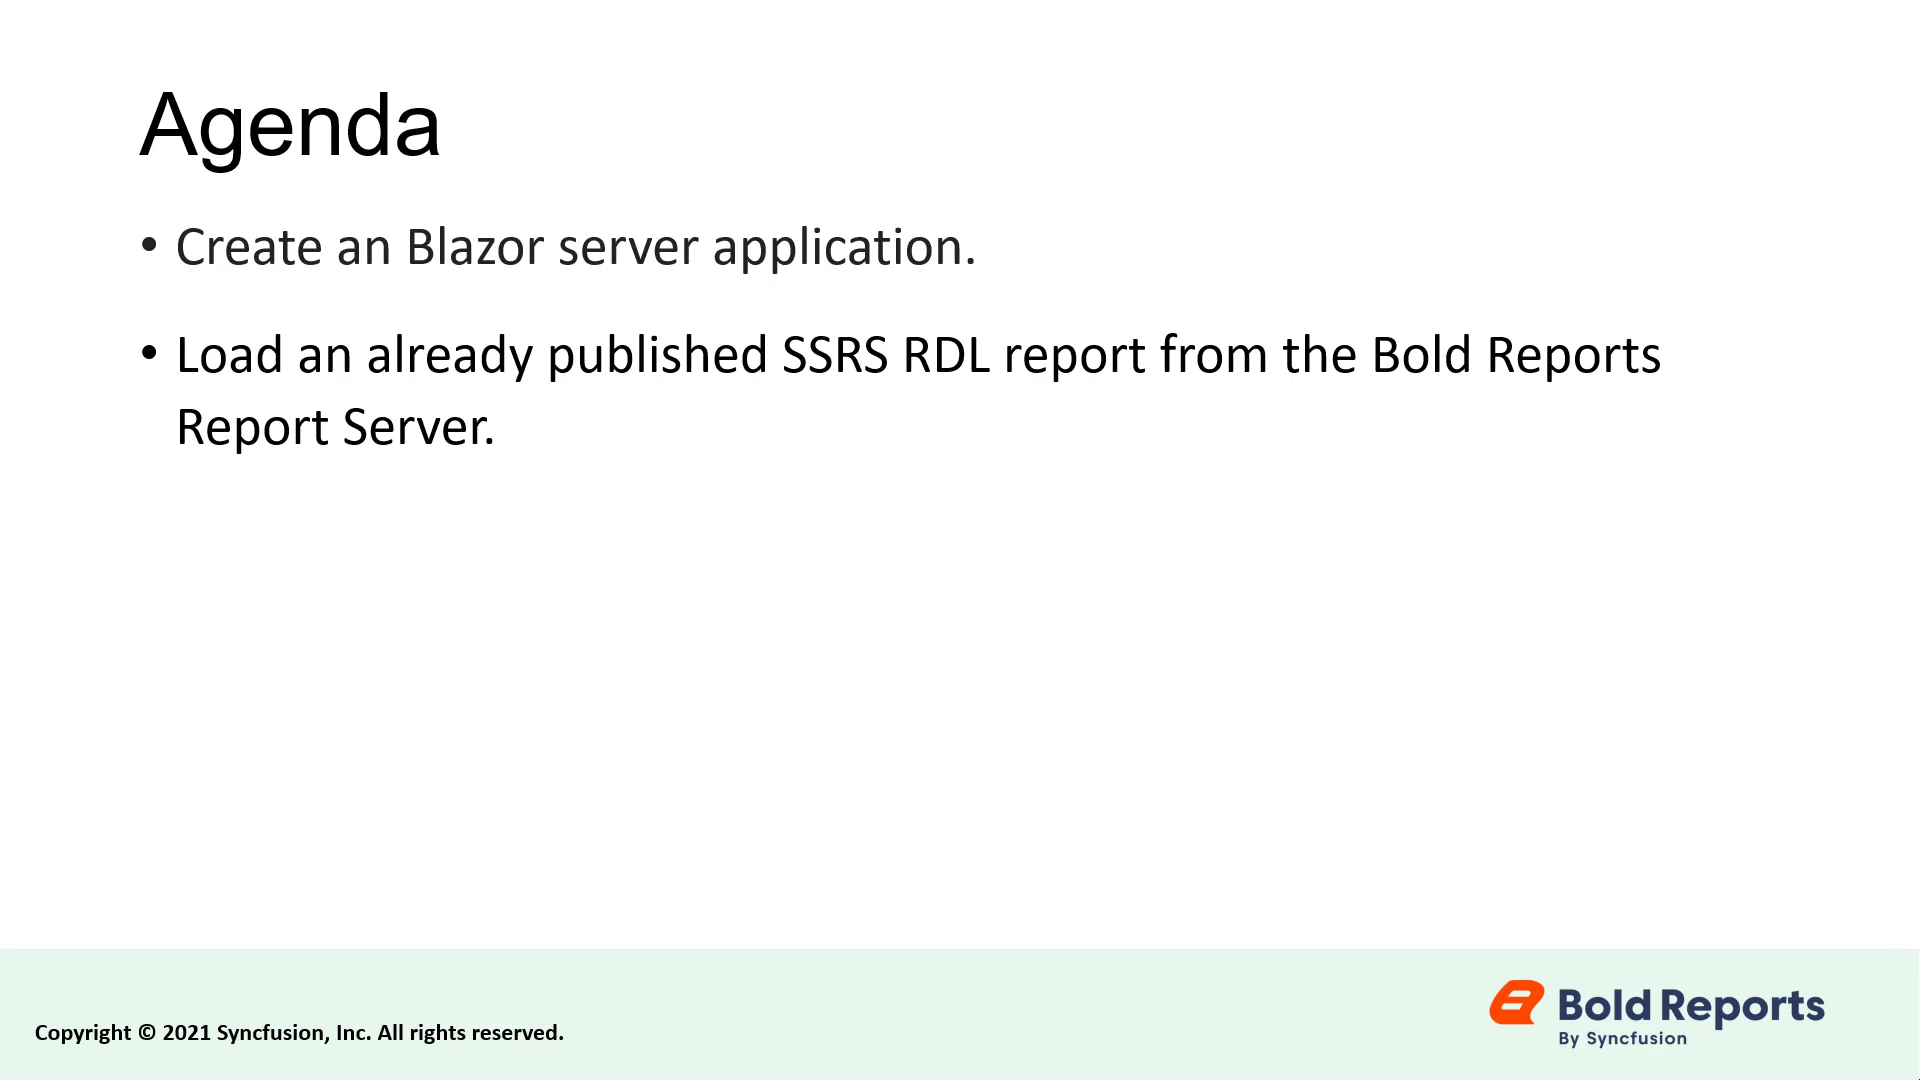 Agenda
• Create an Blazor server application.
• Load an already published SSRS RDL report from the Bold Reports
Report Server.
Copyright © 2021 Syncfusion, Inc. All rights reserved.
Bold Reports
By Syncfusion